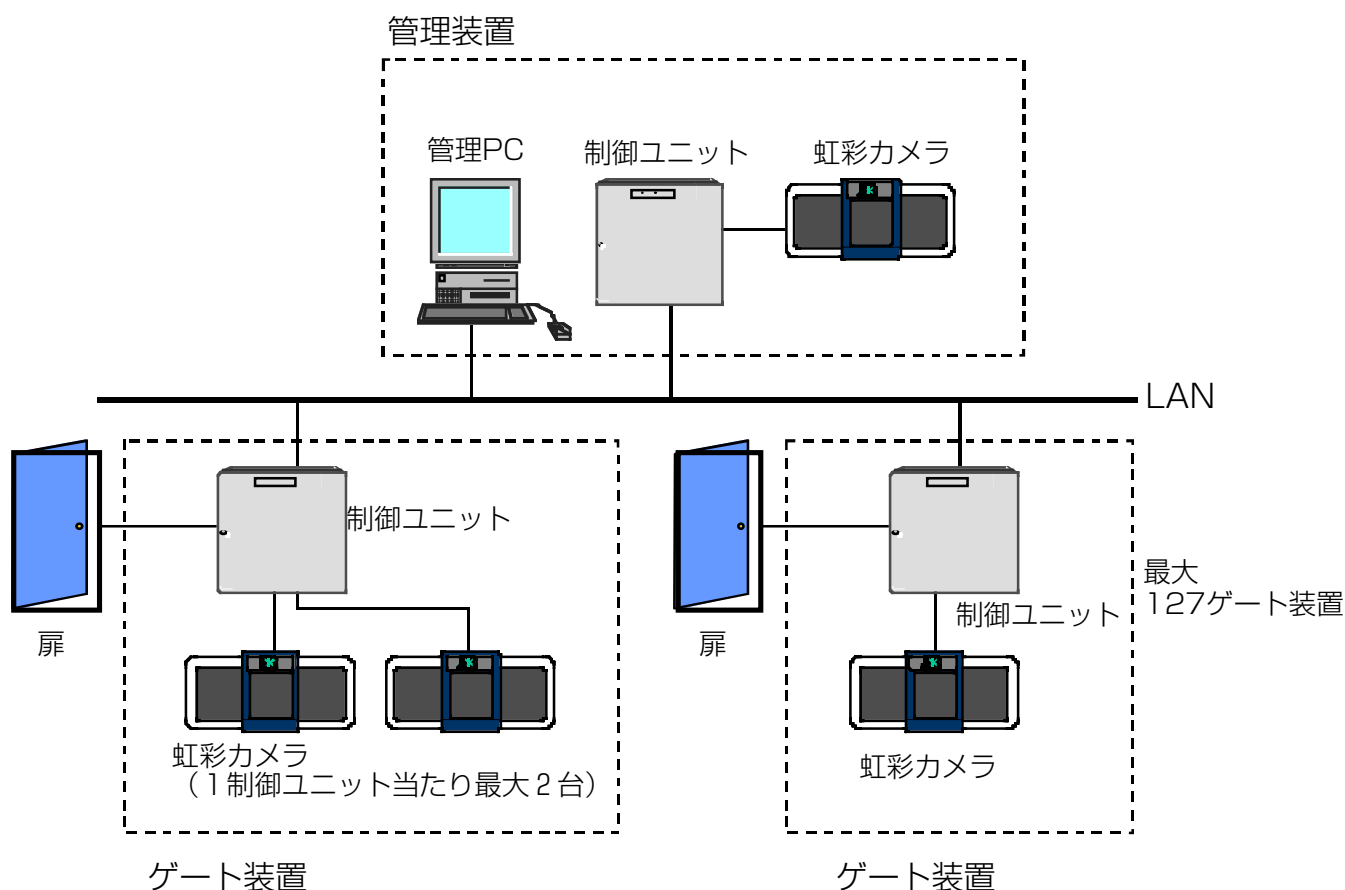 管理装置
管理PC
制御ユニット
虹彩カメラ
LAN
制御ユニット
扉
虹彩カメラ
（１制御ユニット当たり最大２台）
ゲート装置
最大
127ゲート装置
制御ユニット
扉
虹彩カメラ
ゲート装置